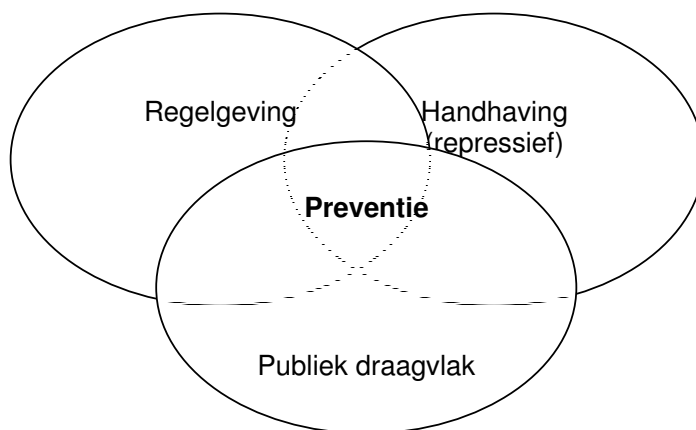 Regelgeving
Handhaving
(repressief)
Preventie
Publiek draagvlak